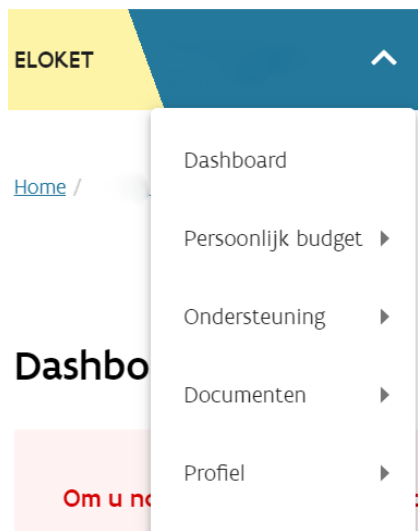 ELOKET
Dashboard
Home /
Persoonlijk budget
Ondersteuning
Dashbo
Documenten
Profiel
Om u no